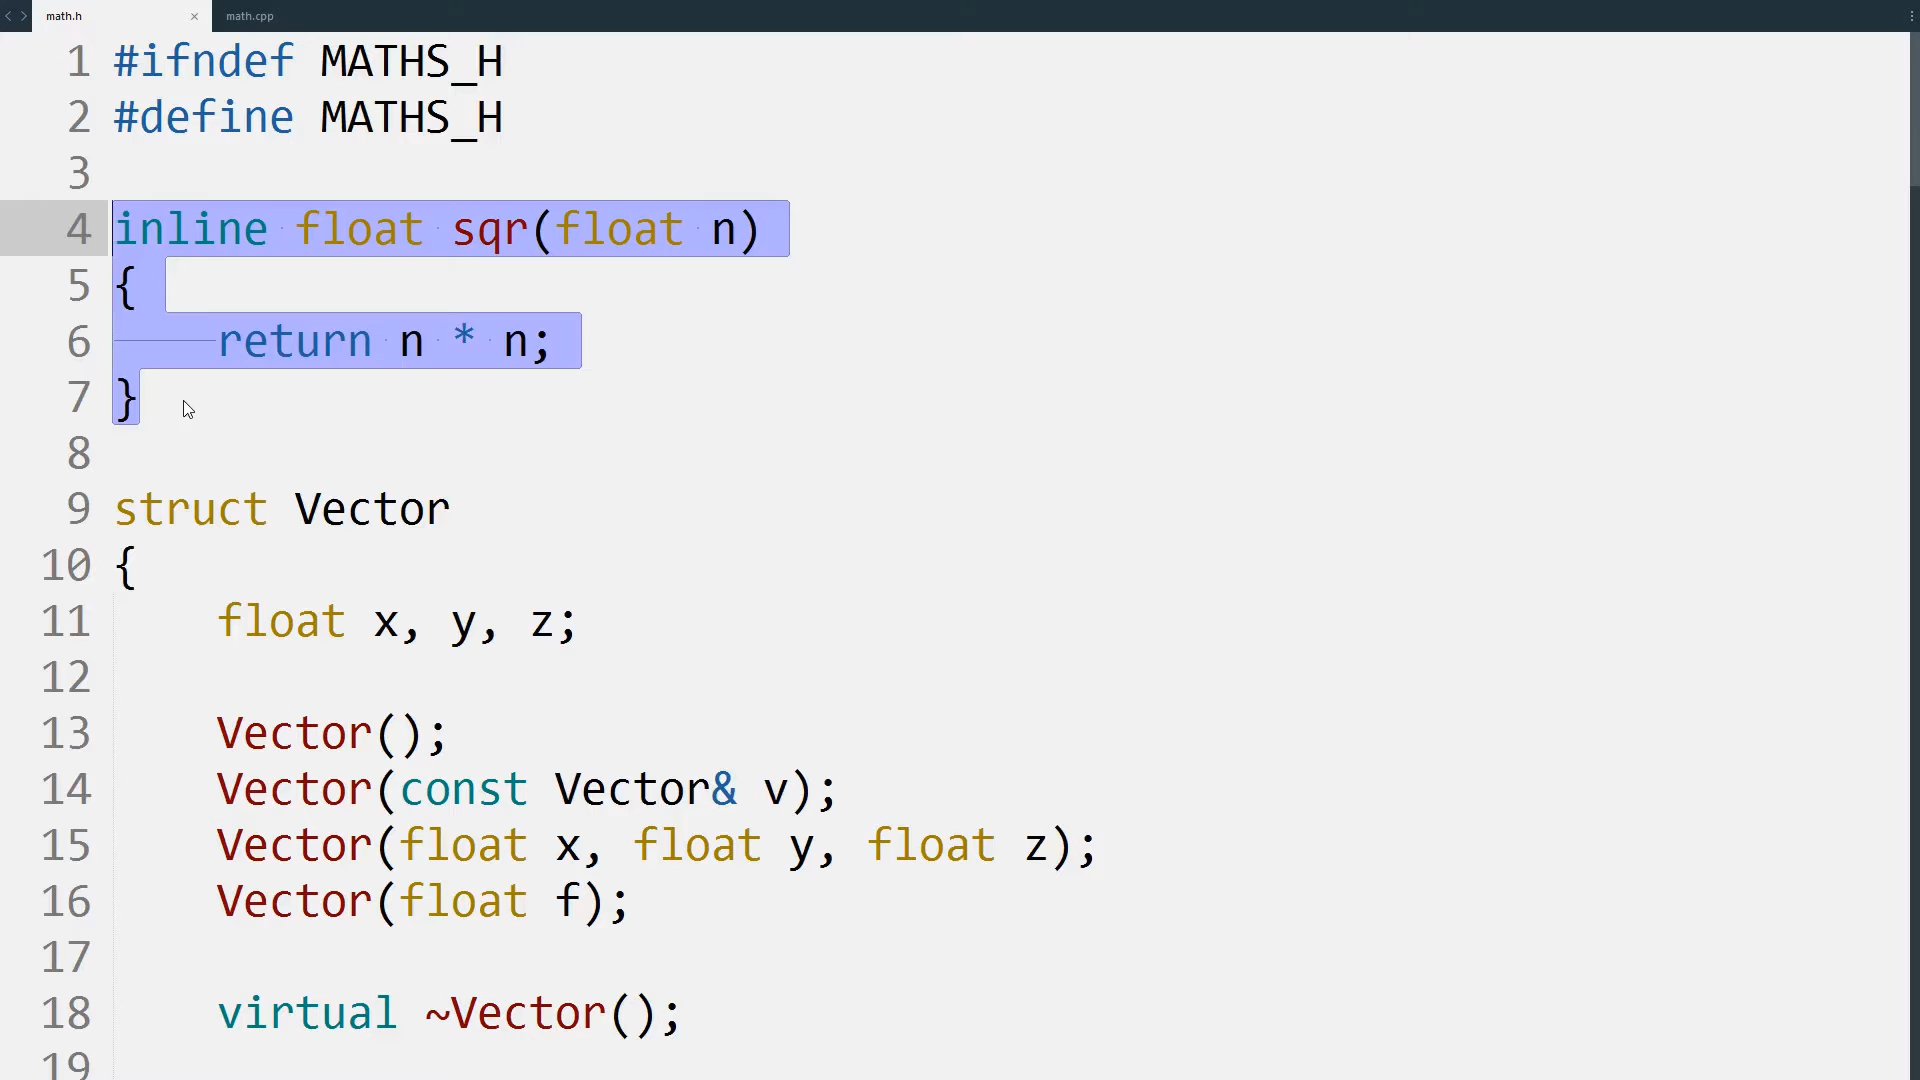 math.h × math.cpp
1 #ifndef MATHS_H
2 #define MATHS_H
3
4 inline float sqr(float n)
5 {
6 return n * n;
7 }
8
9 struct Vector
10 {
11 float x, y, z;
12
13 Vector();
14 Vector(const Vector& v);
15 Vector(float x, float y, float z);
16 Vector(float f);
17
18 virtual ~Vector();
19